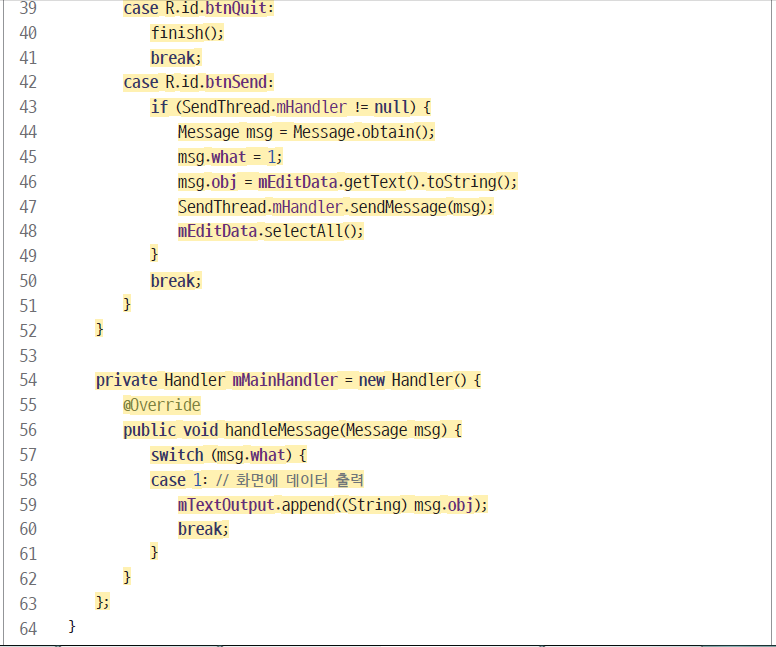 39 case R.id.btnQuit:
40 finish();
41 break;
42 case R.id.btnSend:
43 if (SendThread.mHandler != null) {
44 Message msg = Message.obtain();
45 msg.what = 1;
46 msg.obj = mEditData.getText().toString();
47 SendThread.mHandler.sendMessage(msg);
48 mEditData.selectAll();
49 }
50 break;
51 }
52 }
53
54 private Handler mMainHandler = new Handler() {
55 @Override
56 public void handleMessage(Message msg) {
57 switch (msg.what) {
58 case 1: // 화면에 데이터 출력
59 mTextOutput.append((String) msg.obj);
60 break;
61 }
62 }
63 };
64 }